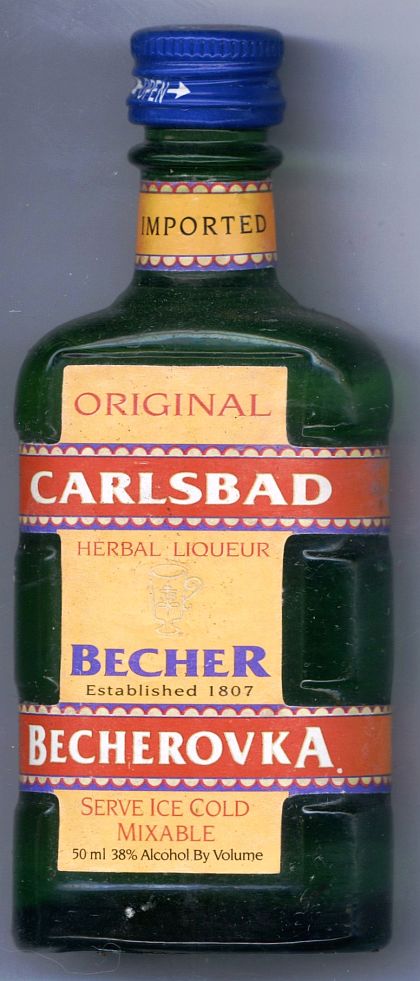 OPEN
IMPORTED
ORIGINAL
CARLSBAD
HERBAL LIQUEUR
BECHER
Established 1807
BECHEROVKA.
SERVE ICE COLD
MIXABLE
50 ml 38% Alcohol By Volume